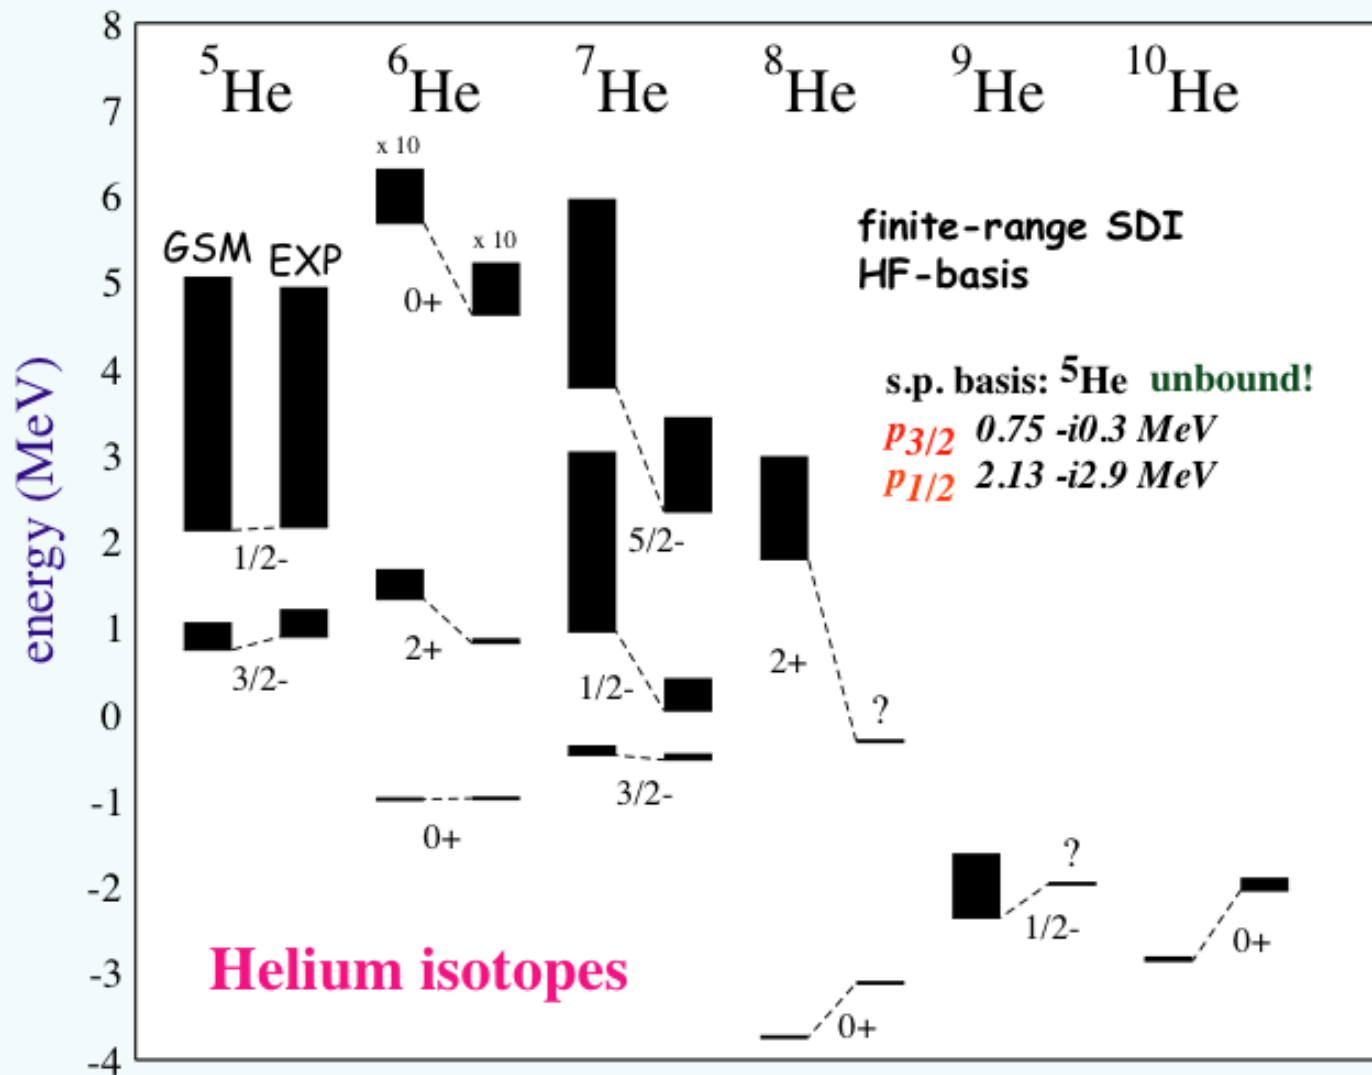 8
7
6
5
4
3
2
1
0
-1
-2
-3
-4
energy (MeV)
5He 6He 7He 8He 9He 10He
GSM EXP
1/2-
3/2-
x 10
x 10
0+
2+
0+
5/2-
1/2-
3/2-
2+
?
0+
?
1/2-
0+
finite-range SDI
HF-basis
s.p. basis: 5He unbound!
p3/2 0.75 -i0.3 MeV
p1/2 2.13 -i2.9 MeV
Helium isotopes